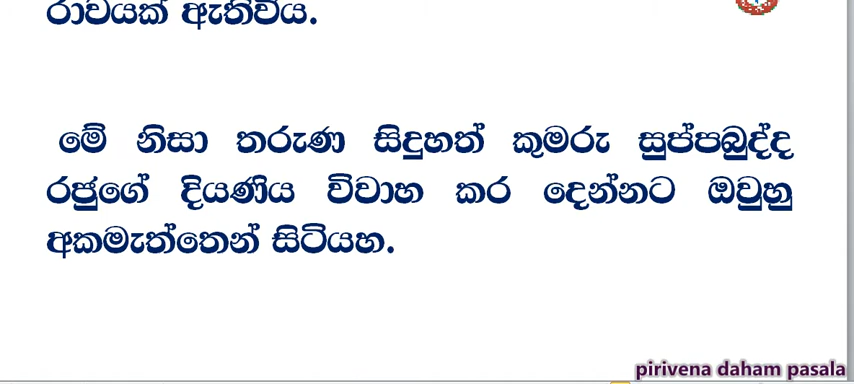 රාවයක් ඇතිවිය.
මේ නිසා තරුණ සිදුහත් කුමරු සුප්පබුද්ද
රජුගේ දියණිය විවාහ කර දෙන්නට ඔවුහු
අකමැත්තෙන් සිටියහ.
pirivena daham pasala